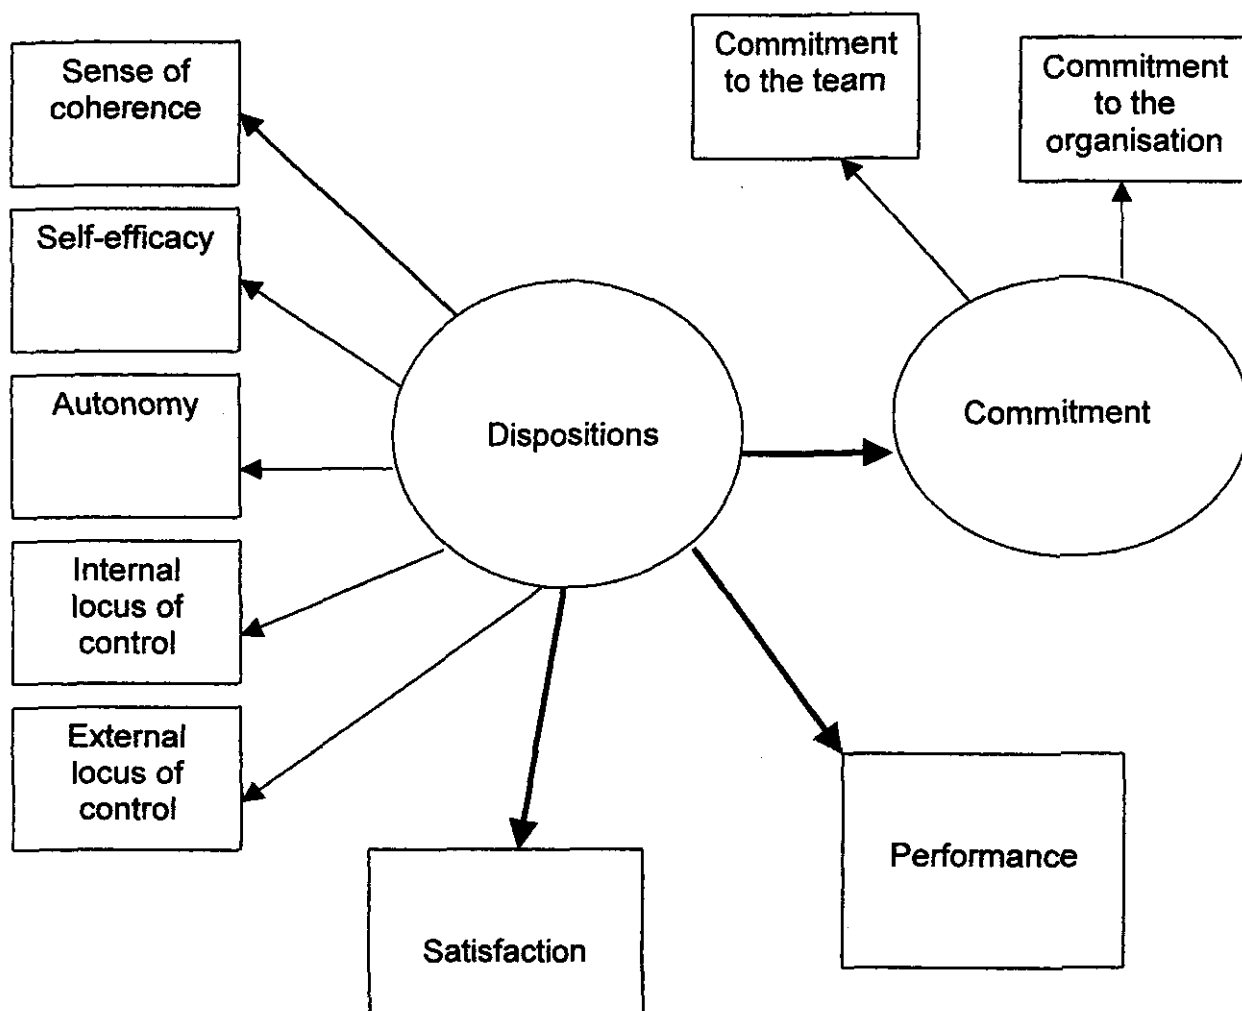 Sense of
coherence
Commitment
to the team
Commitment
to the
organisation
Self-efficacy
Autonomy
Dispositions
Commitment
Internal
locus of
control
External
locus of
control
Performance
Satisfaction